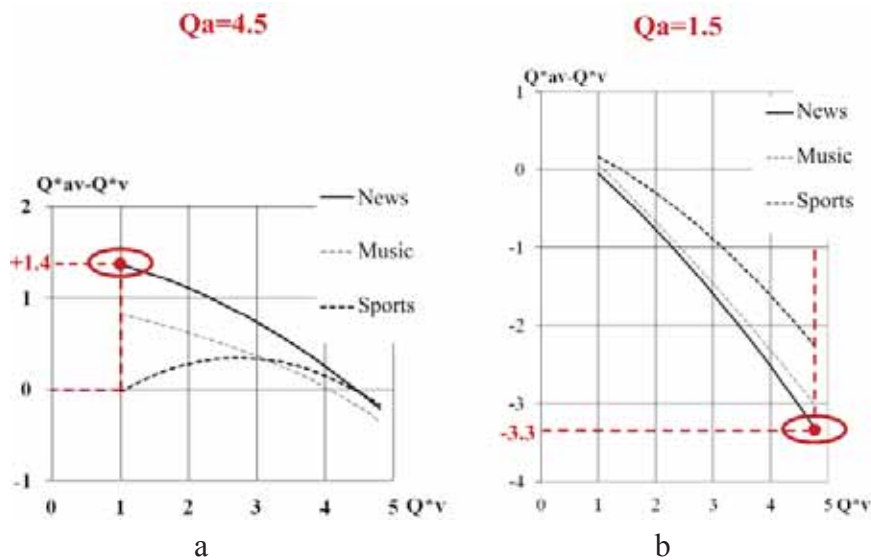 Qa=4.5
Q*av-Q*v
2
+1.4
1
0
-1
0 1 2 3 4 5 Q*v
News
Music
Sports
a
Qa=1.5
Q*av-Q*v
1
0
-1
-2
-3
-3.3
-4
0 1 2 3 4 5 Q*v
News
Music
Sports
b